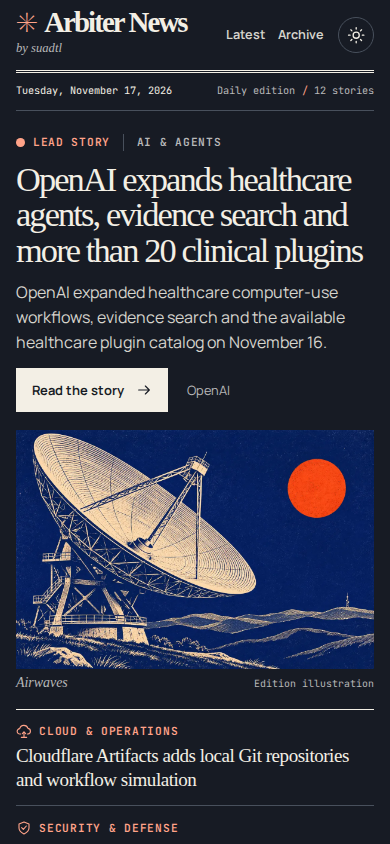 Arbiter News
by suadtl
Latest Archive
Tuesday, November 17, 2026
Daily edition / 12 stories
LEAD STORY
AI & AGENTS
OpenAI expands healthcare
agents, evidence search and
more than 20 clinical plugins
OpenAI expanded healthcare computer-use
workflows, evidence search and the available
healthcare plugin catalog on November 16.
Read the story →
OpenAI
Airwaves
Edition illustration
CLOUD & OPERATIONS
Cloudflare Artifacts adds local Git repositories
and workflow simulation
SECURITY & DEFENSE